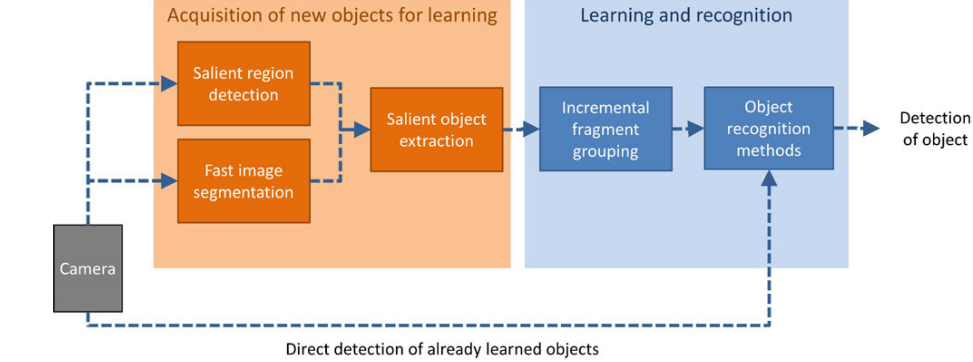 Acquisition of new objects for learning
Learning and recognition
Salient region
detection
Fast image
segmentation
Salient object
extraction
Incremental
fragment
grouping
Object
recognition
methods
Detection
of object
Camera
Direct detection of already learned objects